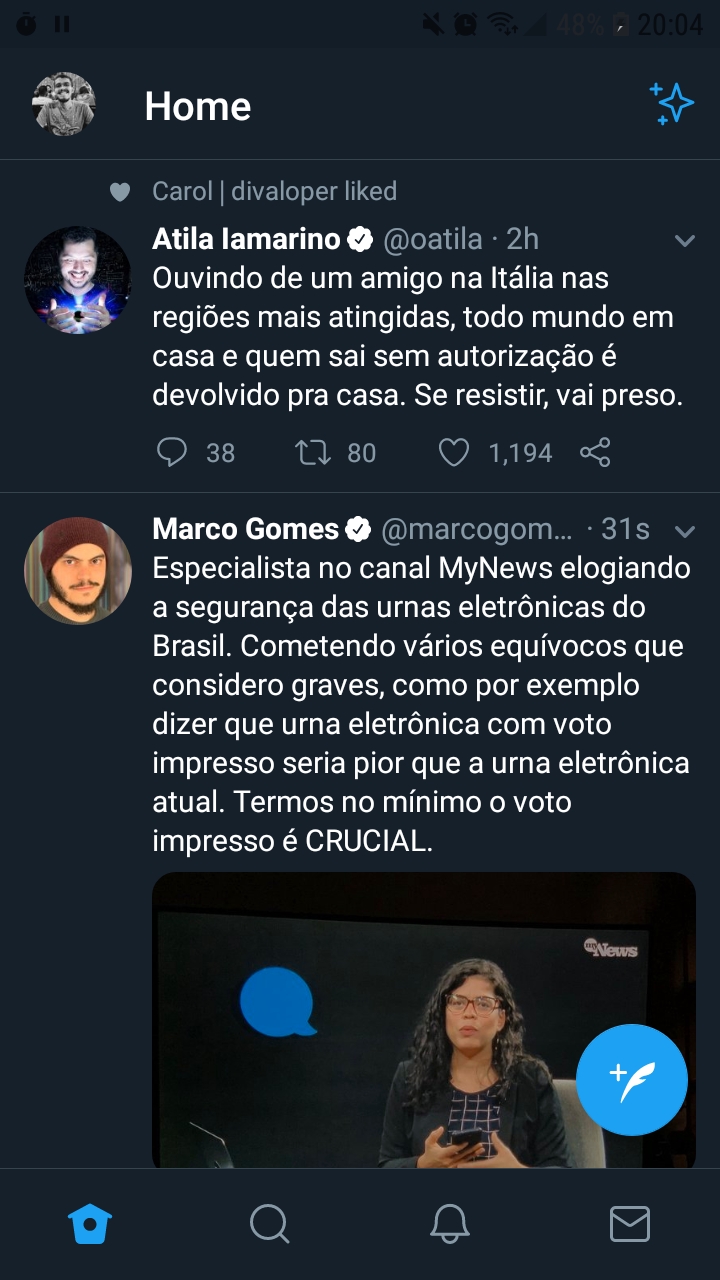 48% 20:04
Home
Carol | divaloper liked
Atila Iamarino @oatila · 2h
Ouvindo de um amigo na Itália nas
regiões mais atingidas, todo mundo em
casa e quem sai sem autorização é
devolvido pra casa. Se resistir, vai preso.
38 80 1,194
Marco Gomes @marcogom... · 31s
Especialista no canal MyNews elogiando
a segurança das urnas eletrônicas do
Brasil. Cometendo vários equívocos que
considero graves, como por exemplo
dizer que urna eletrônica com voto
impresso seria pior que a urna eletrônica
atual. Termos no mínimo o voto
impresso é CRUCIAL.
myNews